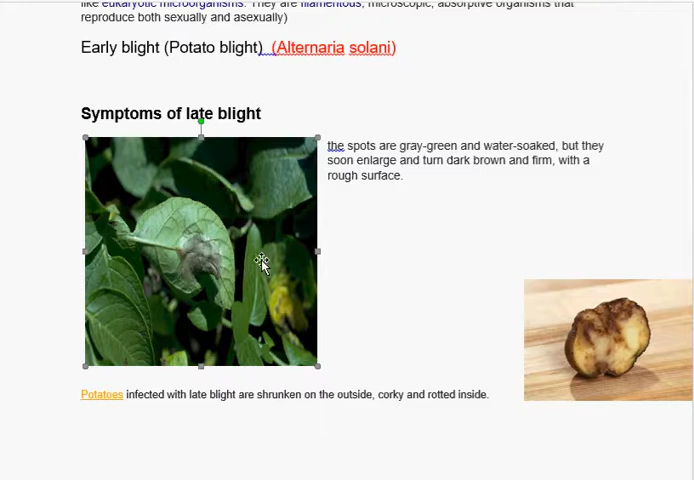 like eukaryotic microorganisms. They are filamentous, microscopic, absorptive organisms that
reproduce both sexually and asexually)
Early blight (Potato blight) (Alternaria solani)
Symptoms of late blight
the spots are gray-green and water-soaked, but they
soon enlarge and turn dark brown and firm, with a
rough surface.
Potatoes infected with late blight are shrunken on the outside, corky and rotted inside.